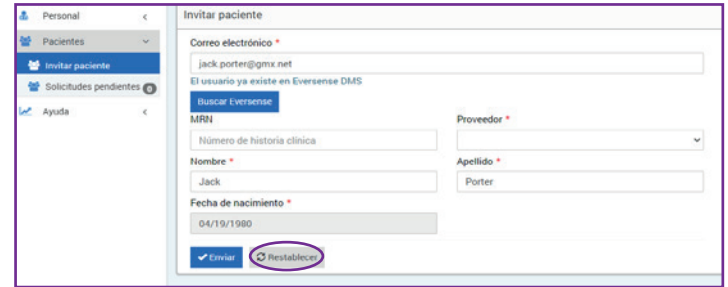 Personal
Pacientes
Invitar paciente
Solicitudes pendientes 0
Ayuda
Invitar paciente
Correo electrónico *
jack.porter@gmx.net
El usuario ya existe en Eversense DMS
Buscar Eversense
MRN
Proveedor *
Número de historia clínica
Nombre *
Apellido *
Jack
Porter
Fecha de nacimiento *
04/19/1980
Enviar
Restablecer